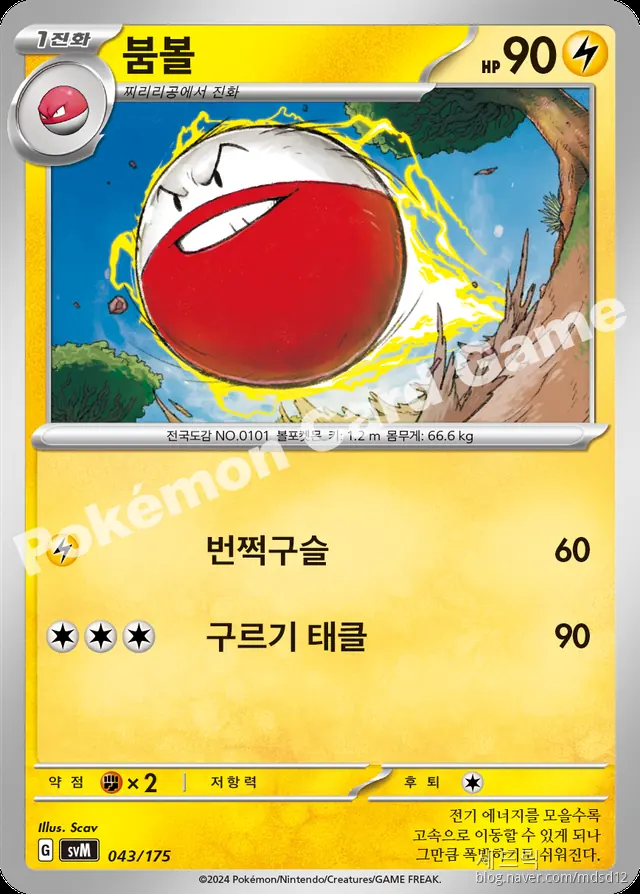 1진화
붐볼
HP 90
찌리리공에서 진화
전국도감 NO.0101 볼포켓몬 키: 1.2 m 몸무게: 66.6 kg
Pokémon Card Game
번쩍구슬 60
구르기 태클 90
약점 ×2 저항력 후퇴
전기 에너지를 모을수록
고속으로 이동할 수 있게 되나
그만큼 폭발하기도 쉬워진다.
Illus. Scav
G svM 043/175
©2024 Pokémon/Nintendo/Creatures/GAME FREAK.
blog.naver.com/mdsd12